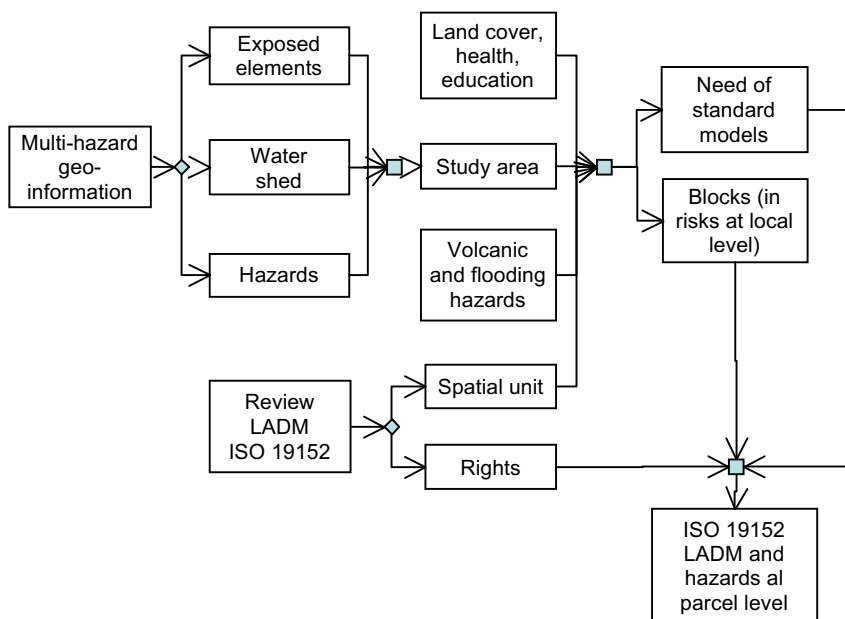 Multi-hazard
geo-
information
Exposed
elements
Water
shed
Hazards
Land cover,
health,
education
Study area
Volcanic
and flooding
hazards
Need of
standard
models
Blocks (in
risks at local
level)
Review
LADM
ISO 19152
Spatial unit
Rights
ISO 19152
LADM and
hazards al
parcel level